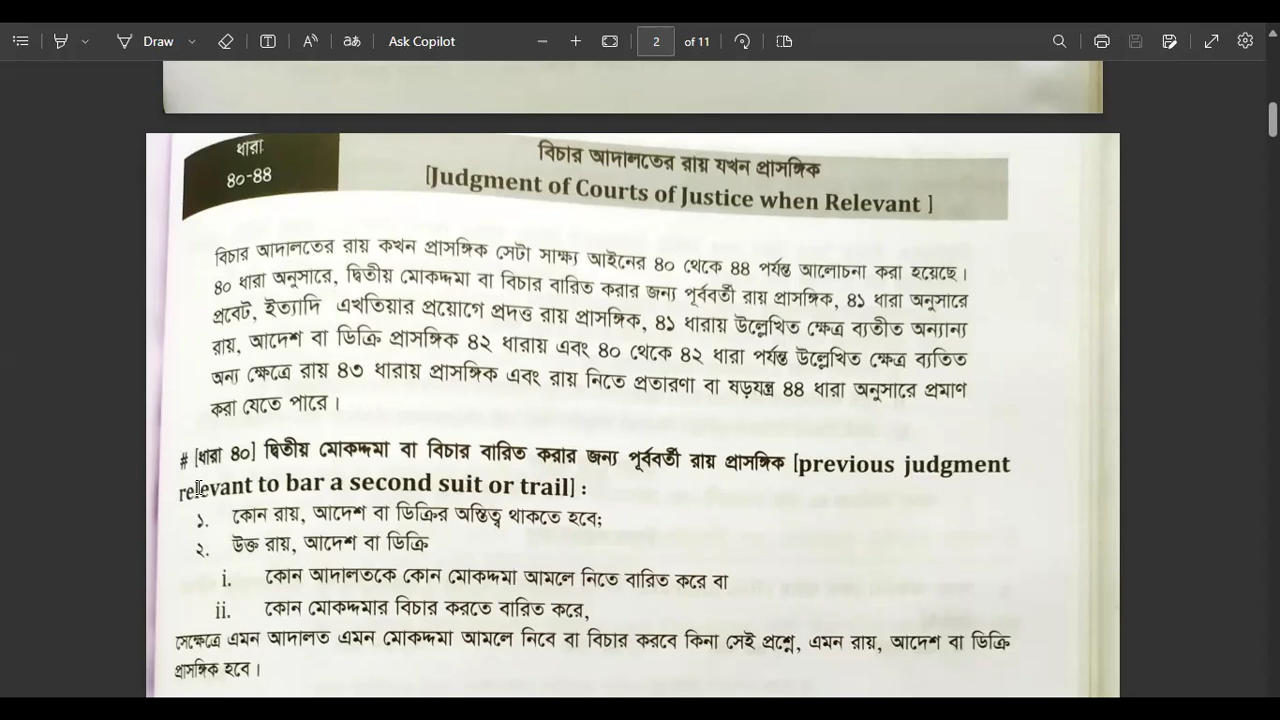 Draw
Ask Copilot
2 of 11
ধারা
৪০-৪৪
বিচার আদালতের রায় যখন প্রাসঙ্গিক
[Judgment of Courts of Justice when Relevant ]
বিচার আদালতের রায় কখন প্রাসঙ্গিক সেটা সাক্ষ্য আইনের ৪০ থেকে ৪৪ পর্যন্ত আলোচনা করা হয়েছে।
৪০ ধারা অনুসারে, দ্বিতীয় মোকদ্দমা বা বিচার বারিত করার জন্য পূর্ববর্তী রায় প্রাসঙ্গিক, ৪১ ধারা অনুসারে
প্রবেট, ইত্যাদি এখতিয়ার প্রয়োগে প্রদত্ত রায় প্রাসঙ্গিক, ৪১ ধারায় উল্লেখিত ক্ষেত্র ব্যতীত অন্যান্য
রায়, আদেশ বা ডিক্রি প্রাসঙ্গিক ৪২ ধারায় এবং ৪০ থেকে ৪২ ধারা পর্যন্ত উল্লেখিত ক্ষেত্র ব্যতিত
অন্য ক্ষেত্রে রায় ৪৩ ধারায় প্রাসঙ্গিক এবং রায় নিতে প্রতারণা বা ষড়যন্ত্র ৪৪ ধারা অনুসারে প্রমাণ
করা যেতে পারে।
# [ধারা ৪০] দ্বিতীয় মোকদ্দমা বা বিচার বারিত করার জন্য পূর্ববর্তী রায় প্রাসঙ্গিক [previous judgment
relevant to bar a second suit or trail] :
১. কোন রায়, আদেশ বা ডিক্রির অস্তিত্ব থাকতে হবে;
২. উক্ত রায়, আদেশ বা ডিক্রি
i. কোন আদালতকে কোন মোকদ্দমা আমলে নিতে বারিত করে বা
ii. কোন মোকদ্দমার বিচার করতে বারিত করে,
সেক্ষেত্রে এমন আদালত এমন মোকদ্দমা আমলে নিবে বা বিচার করবে কিনা সেই প্রশ্নে, এমন রায়, আদেশ বা ডিক্রি
প্রাসঙ্গিক হবে।